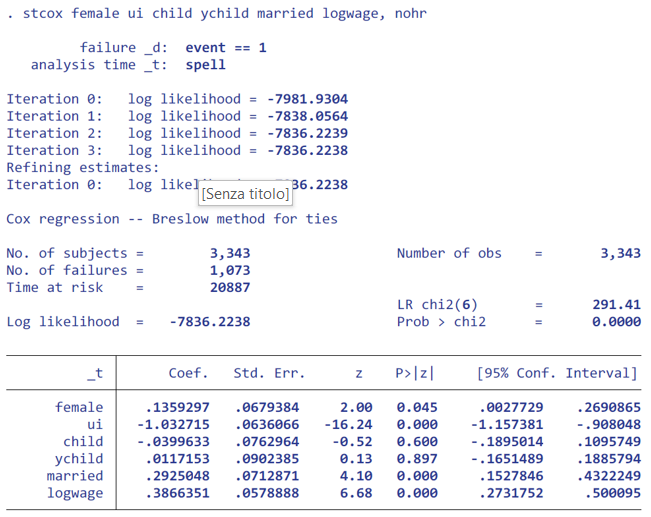 . stcox female ui child ychild married logwage, nohr
failure _d: event == 1
analysis time _t: spell
Iteration 0: log likelihood = -7981.9304
Iteration 1: log likelihood = -7838.0564
Iteration 2: log likelihood = -7836.2239
Iteration 3: log likelihood = -7836.2238
Refining estimates:
Iteration 0: log likel 36.2238
[Senza titolo]
Cox regression -- Breslow method for ties
No. of subjects = 3,343 Number of obs = 3,343
No. of failures = 1,073
Time at risk = 20887
LR chi2(6) = 291.41
Log likelihood = -7836.2238 Prob > chi2 = 0.0000
_t Coef. Std. Err. z P>|z| [95% Conf. Interval]
female .1359297 .0679384 2.00 0.045 .0027729 .2690865
ui -1.032715 .0636066 -16.24 0.000 -1.157381 -.908048
child -.0399633 .0762964 -0.52 0.600 -.1895014 .1095749
ychild .0117153 .0902385 0.13 0.897 -.1651489 .1885794
married .2925048 .0712871 4.10 0.000 .1527846 .4322249
logwage .3866351 .0578888 6.68 0.000 .2731752 .500095